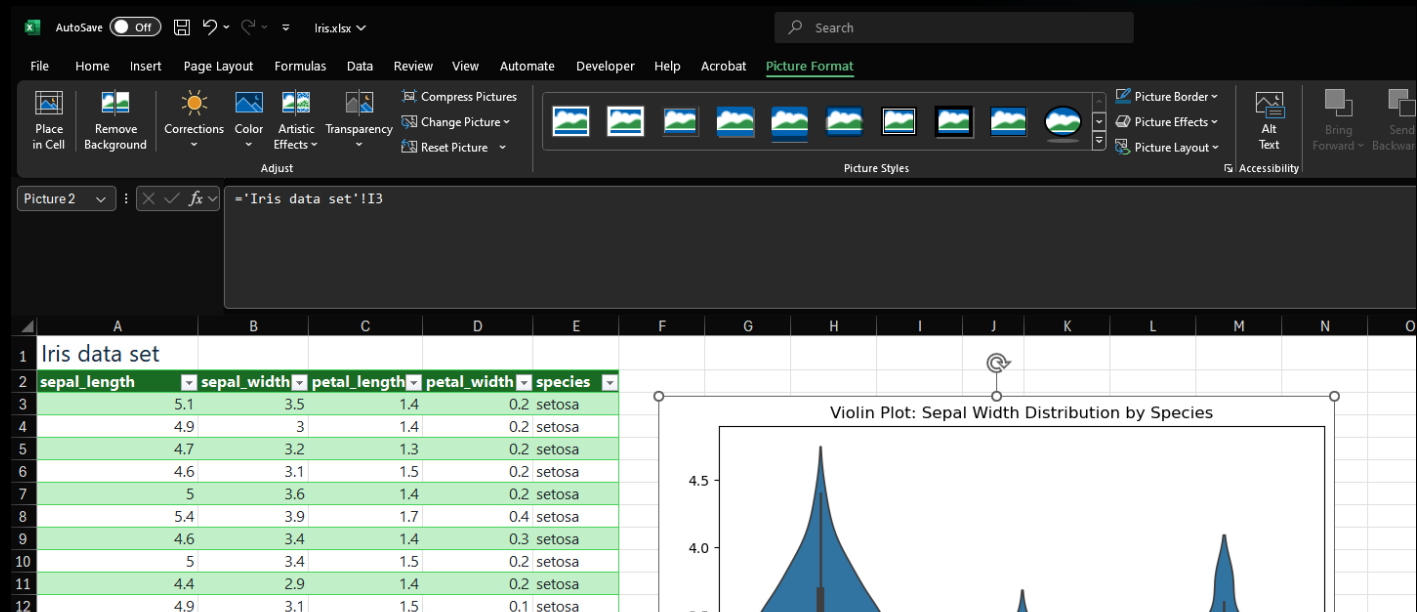 AutoSave Off Iris.xlsx Search
File Home Insert Page Layout Formulas Data Review View Automate Developer Help Acrobat Picture Format
Place in Cell
Remove Background
Corrections
Color
Artistic Effects
Transparency
Compress Pictures
Change Picture
Reset Picture
Adjust
Picture Styles
Picture Border
Picture Effects
Picture Layout
Alt Text
Accessibility
Bring Forward
Send
Picture 2 fx ='Iris data set'!I3
A B C D E F G H I J K L M N O
1 Iris data set
2 sepal_length sepal_width petal_length petal_width species
3 5.1 3.5 1.4 0.2 setosa
4 4.9 3 1.4 0.2 setosa
5 4.7 3.2 1.3 0.2 setosa
6 4.6 3.1 1.5 0.2 setosa
7 5 3.6 1.4 0.2 setosa
8 5.4 3.9 1.7 0.4 setosa
9 4.6 3.4 1.4 0.3 setosa
10 5 3.4 1.5 0.2 setosa
11 4.4 2.9 1.4 0.2 setosa
12 4.9 3.1 1.5 0.1 setosa
Violin Plot: Sepal Width Distribution by Species
4.5
4.0